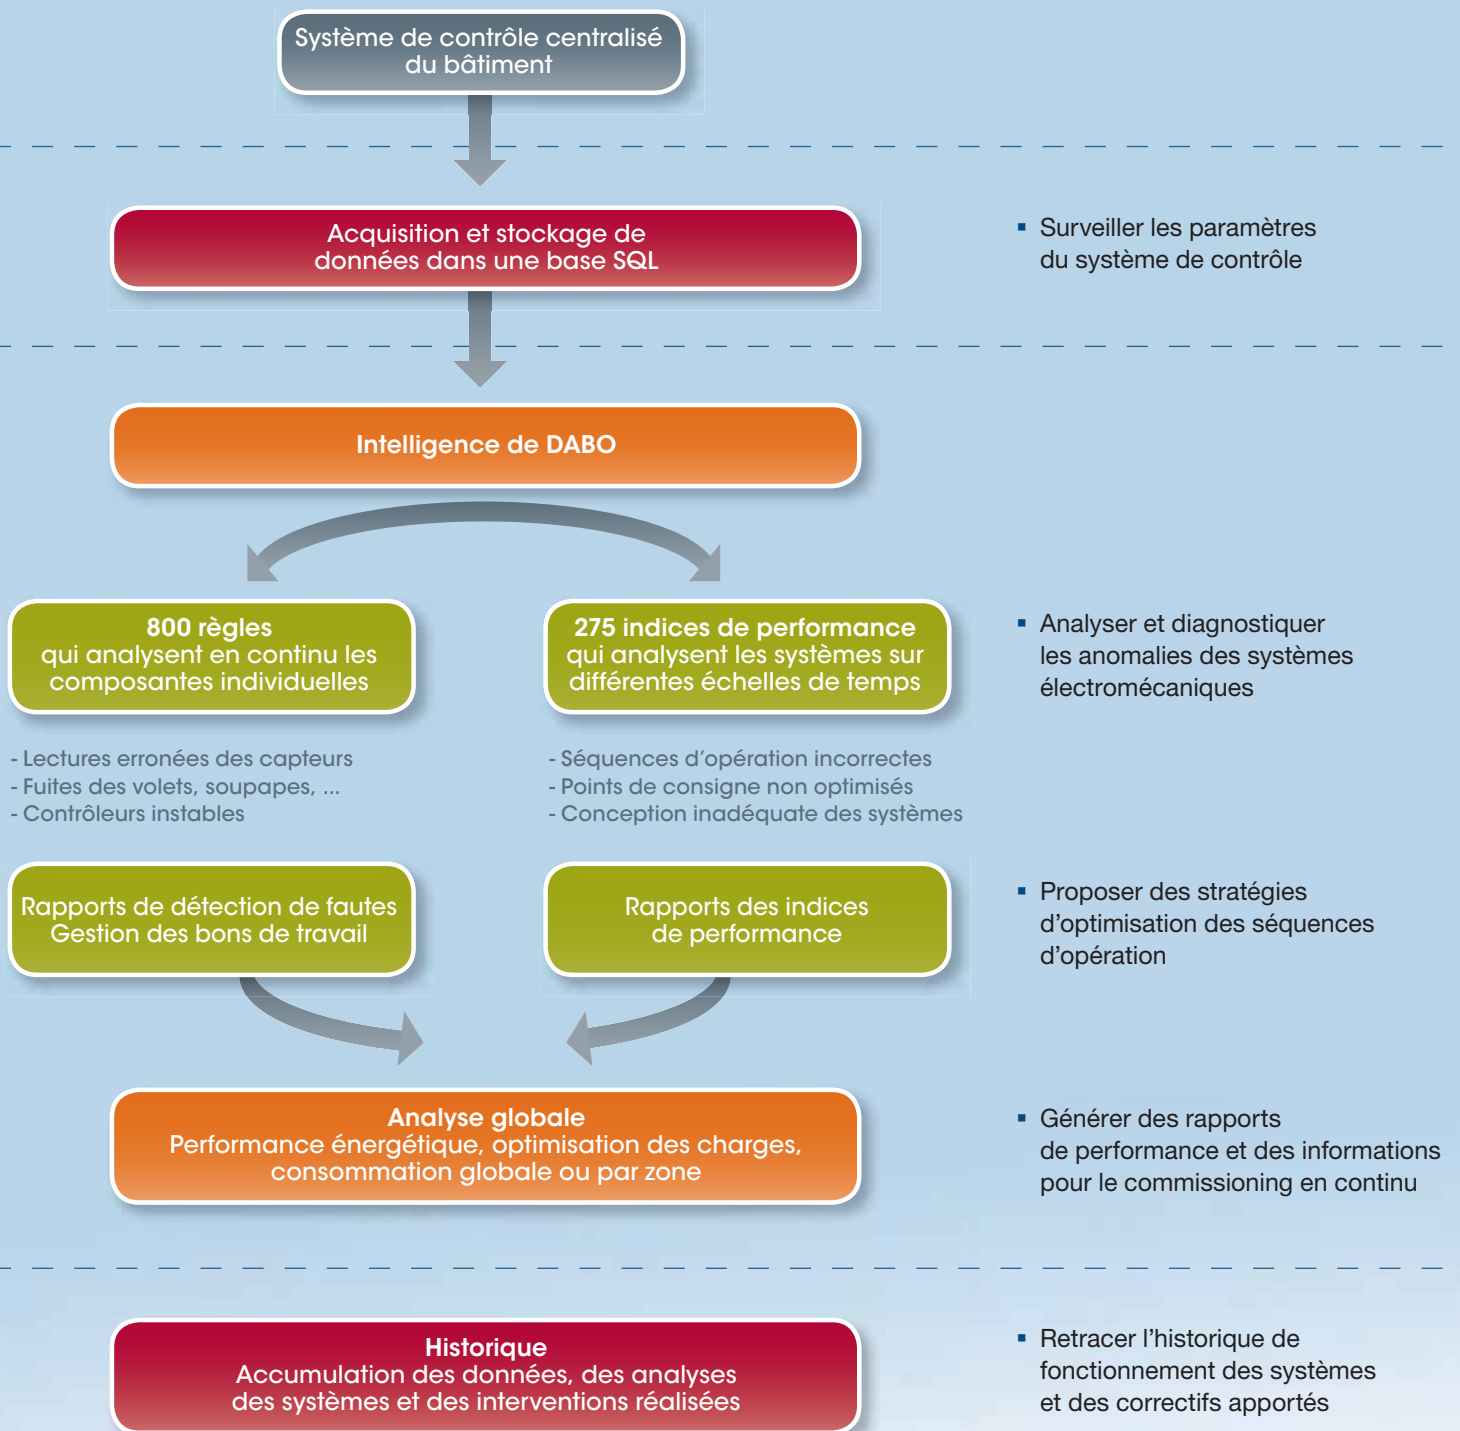 Système de contrôle centralisé
du bâtiment
Acquisition et stockage de
données dans une base SQL
▪ Surveiller les paramètres
du système de contrôle
Intelligence de DABO
800 règles
qui analysent en continu les
composantes individuelles
275 indices de performance
qui analysent les systèmes sur
différentes échelles de temps
▪ Analyser et diagnostiquer
les anomalies des systèmes
électromécaniques
- Lectures erronées des capteurs
- Fuites des volets, soupapes, ...
- Contrôleurs instables
- Séquences d'opération incorrectes
- Points de consigne non optimisés
- Conception inadéquate des systèmes
Rapports de détection de fautes
Gestion des bons de travail
Rapports des indices
de performance
▪ Proposer des stratégies
d'optimisation des séquences
d'opération
Analyse globale
Performance énergétique, optimisation des charges,
consommation globale ou par zone
▪ Générer des rapports
de performance et des informations
pour le commissioning en continu
Historique
Accumulation des données, des analyses
des systèmes et des interventions réalisées
▪ Retracer l'historique de
fonctionnement des systèmes
et des correctifs apportés